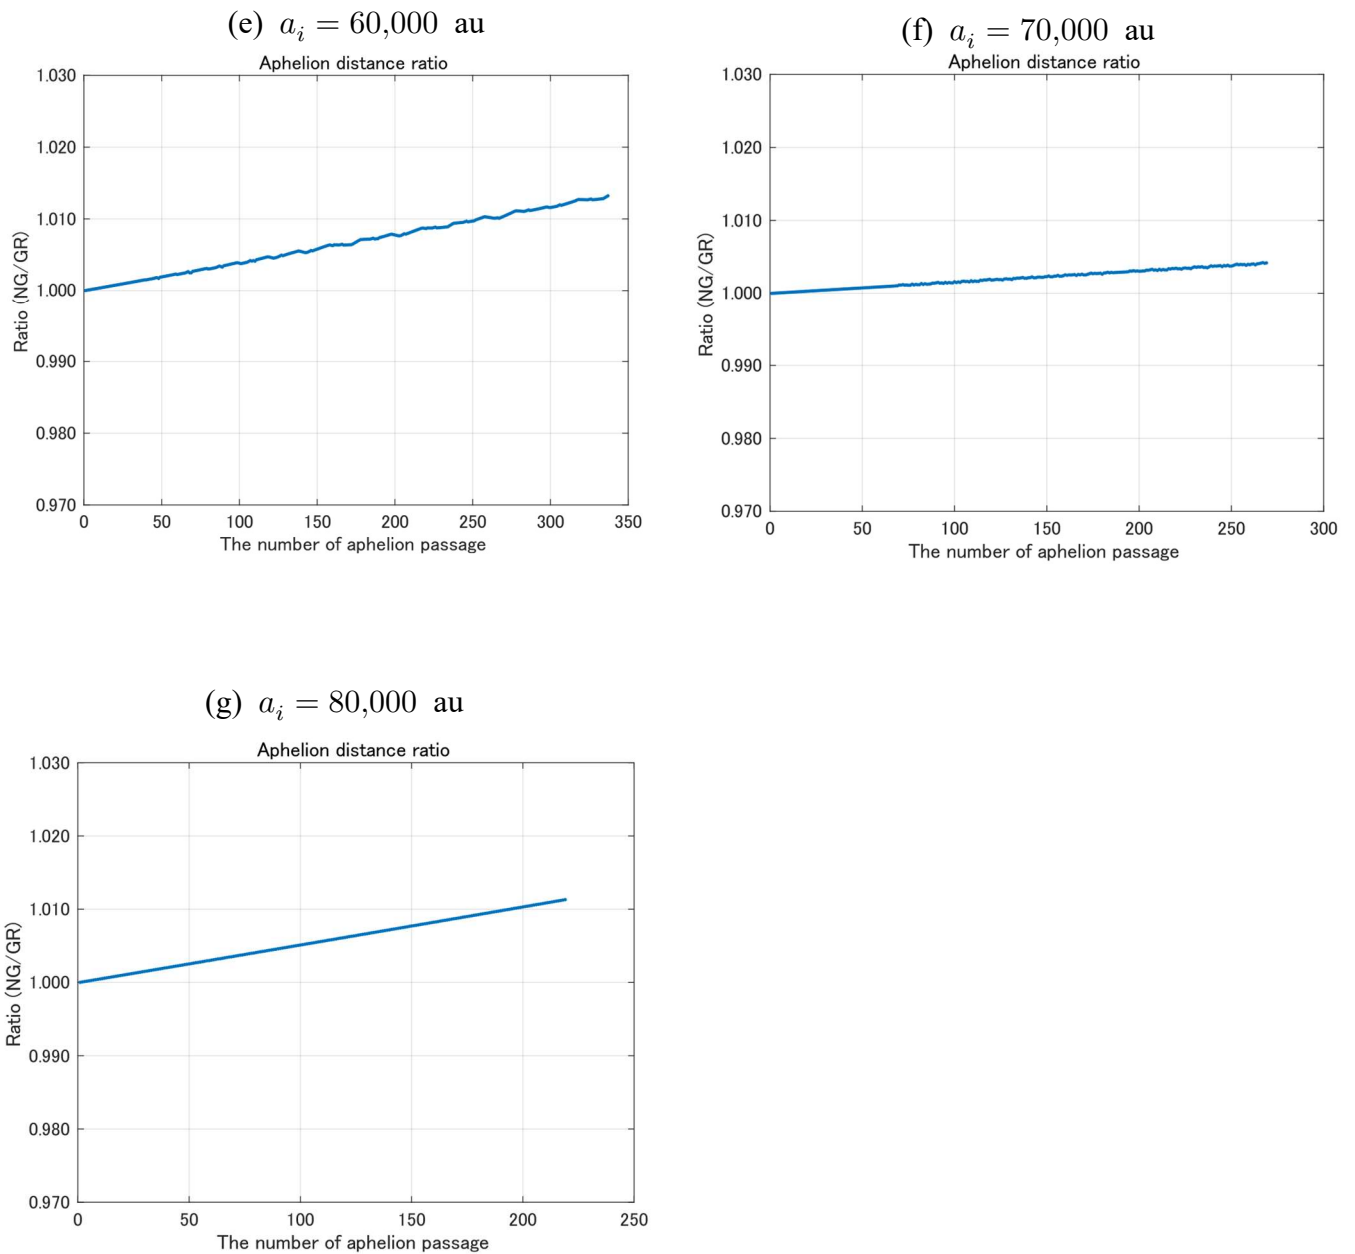 (e) a_i = 60,000 au
Aphelion distance ratio
1.030
1.020
1.010
1.000
0.990
0.980
0.970
Ratio (NG/GR)
0 50 100 150 200 250 300 350
The number of aphelion passage
(f) a_i = 70,000 au
Aphelion distance ratio
1.030
1.020
1.010
1.000
0.990
0.980
0.970
Ratio (NG/GR)
0 50 100 150 200 250 300
The number of aphelion passage
(g) a_i = 80,000 au
Aphelion distance ratio
1.030
1.020
1.010
1.000
0.990
0.980
0.970
Ratio (NG/GR)
0 50 100 150 200 250
The number of aphelion passage